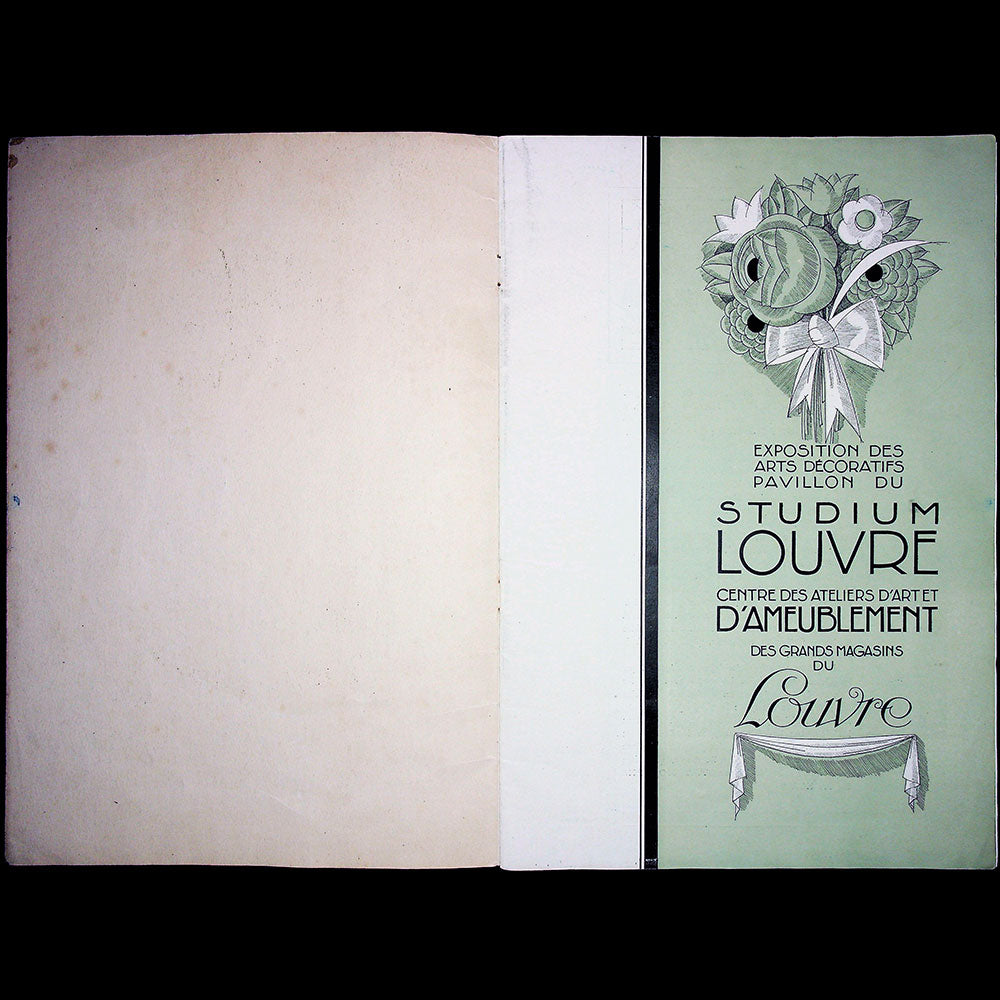 EXPOSITION DES
ARTS DÉCORATIFS
PAVILLON DU
STUDIUM
LOUVRE
CENTRE DES ATELIERS D'ART ET
D'AMEUBLEMENT
DES GRANDS MAGASINS
DU
Louvre